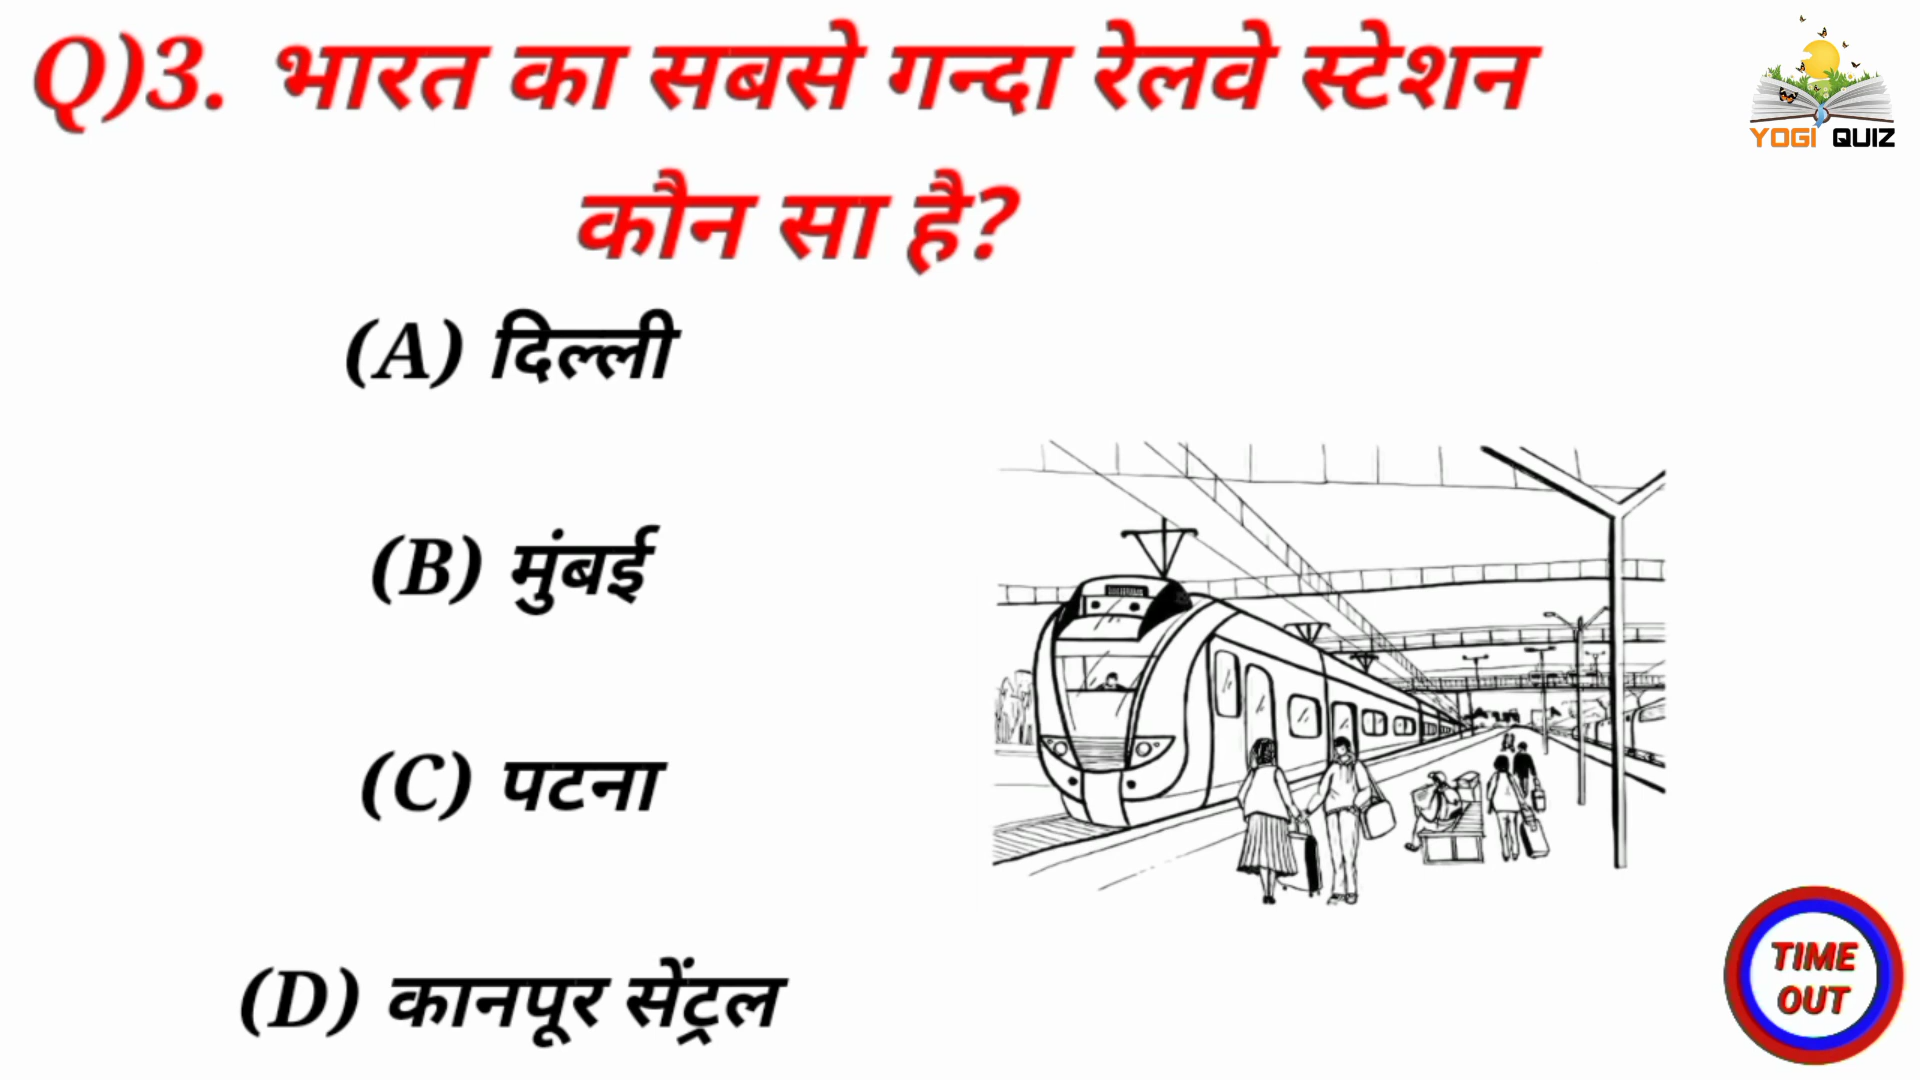 Q)3. भारत का सबसे गन्दा रेलवे स्टेशन
कौन सा है?
YOGI QUIZ
(A) दिल्ली
(B) मुंबई
(C) पटना
(D) कानपूर सेंट्रल
TIME
OUT